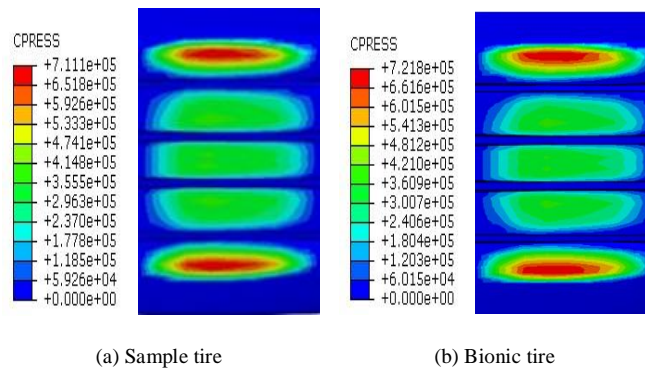 CPRESS
+7.111e+05
+6.518e+05
+5.926e+05
+5.333e+05
+4.741e+05
+4.148e+05
+3.555e+05
+2.963e+05
+2.370e+05
+1.778e+05
+1.185e+05
+5.926e+04
+0.000e+00
CPRESS
+7.218e+05
+6.616e+05
+6.015e+05
+5.413e+05
+4.812e+05
+4.210e+05
+3.609e+05
+3.007e+05
+2.406e+05
+1.804e+05
+1.203e+05
+6.015e+04
+0.000e+00
(a) Sample tire
(b) Bionic tire